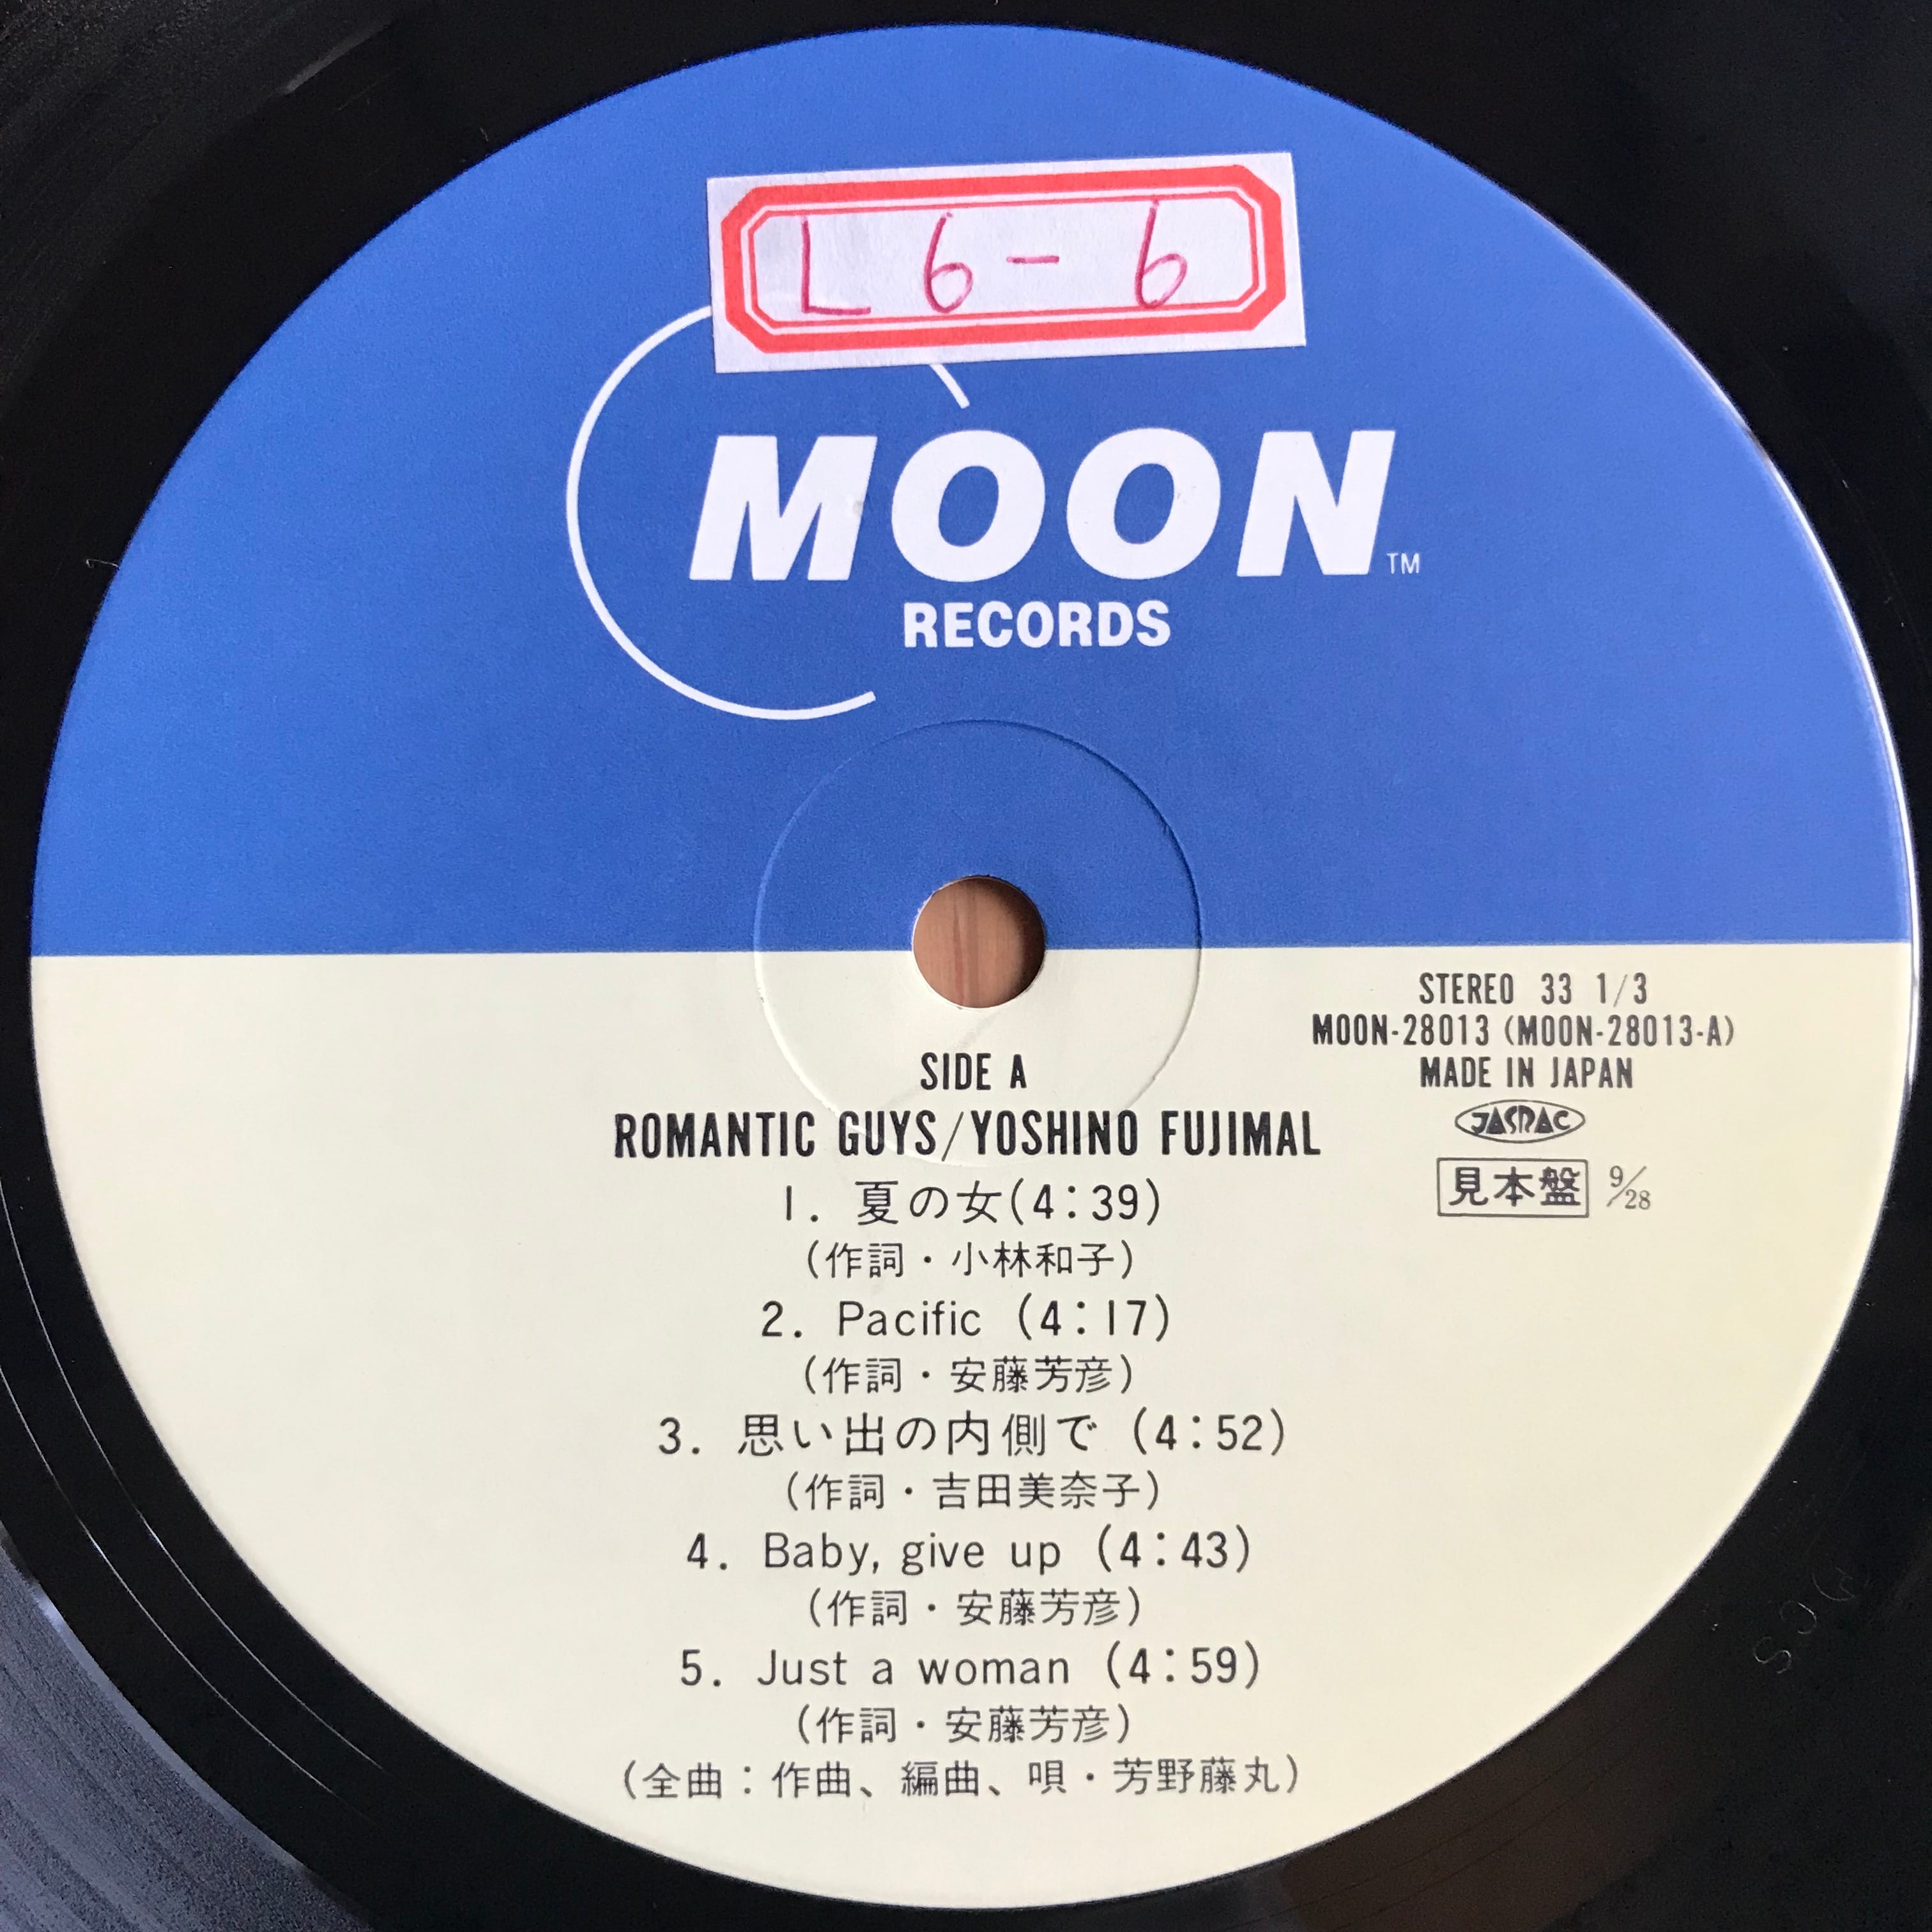 L 6 - 6
MOON TM
RECORDS
STEREO 33 1/3
MOON-28013 (MOON-28013-A)
MADE IN JAPAN
JASRAC
見本盤 9/28
SIDE A
ROMANTIC GUYS/YOSHINO FUJIMAL
1. 夏の女(4:39)
(作詞・小林和子)
2. Pacific (4:17)
(作詞・安藤芳彦)
3. 思い出の内側で (4:52)
(作詞・吉田美奈子)
4. Baby, give up (4:43)
(作詞・安藤芳彦)
5. Just a woman (4:59)
(作詞・安藤芳彦)
(全曲：作曲、編曲、唄・芳野藤丸)